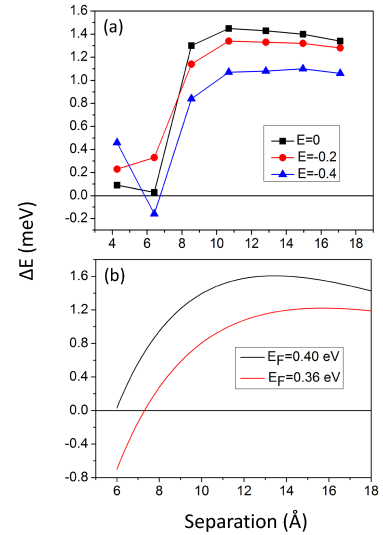 (a)
1.6
1.4
1.2
1.0
0.8
0.6
0.4
0.2
0.0
-0.2
E=0
E=-0.2
E=-0.4
4 6 8 10 12 14 16 18
ΔE (meV)
(b)
2.0
1.6
1.2
0.8
0.4
0.0
-0.4
-0.8
E_F=0.40 eV
E_F=0.36 eV
6 8 10 12 14 16 18
Separation (Å)